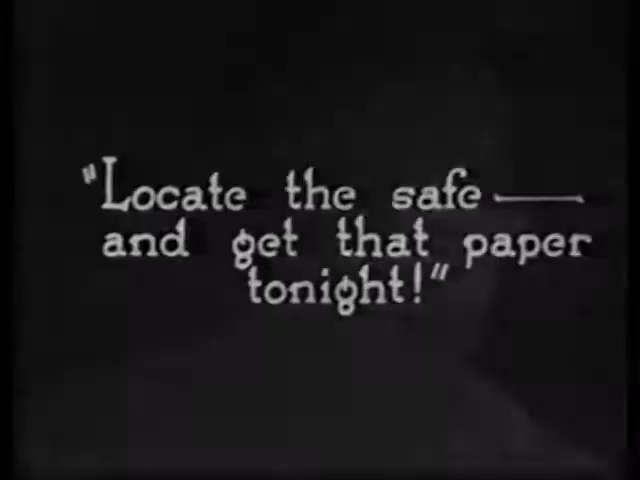 "Locate the safe——
and get that paper
tonight!"